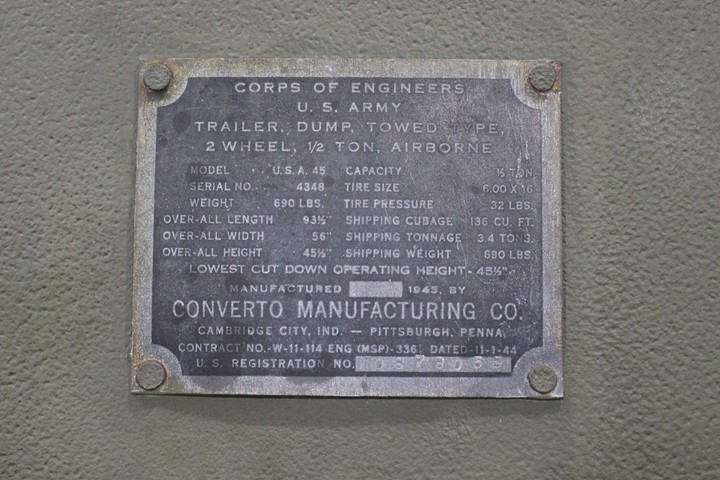 CORPS OF ENGINEERS
U. S. ARMY
TRAILER, DUMP, TOWED TYPE,
2 WHEEL, 1/2 TON, AIRBORNE
MODEL U.S.A. 45 CAPACITY ½ TON
SERIAL NO. 4348 TIRE SIZE 6.00 X 16
WEIGHT 690 LBS. TIRE PRESSURE 32 LBS.
OVER-ALL LENGTH 93½" SHIPPING CUBAGE 136 CU. FT.
OVER-ALL WIDTH 56" SHIPPING TONNAGE 3.4 TONS.
OVER-ALL HEIGHT 45½" SHIPPING WEIGHT 690 LBS.
LOWEST CUT DOWN OPERATING HEIGHT - 45½"
MANUFACTURED 1945, BY
CONVERTO MANUFACTURING CO.
CAMBRIDGE CITY, IND. — PITTSBURGH, PENNA.
CONTRACT NO.-W-11-114 ENG (MSP)-336 DATED-11-1-44
U. S. REGISTRATION NO.